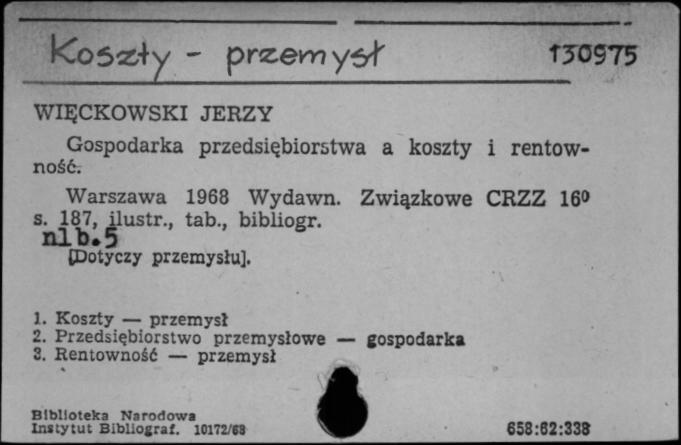 Koszty - przemysł 130975
WIĘCKOWSKI JERZY
Gospodarka przedsiębiorstwa a koszty i rentow-
ność.
Warszawa 1968 Wydawn. Związkowe CRZZ 16⁰
s. 187, ilustr., tab., bibliogr.
nlb.5
[Dotyczy przemysłu].
1. Koszty — przemysł
2. Przedsiębiorstwo przemysłowe — gospodarka
3. Rentowność — przemysł
Biblioteka Narodowa
Instytut Bibliograf. 10172/68 658:62:338